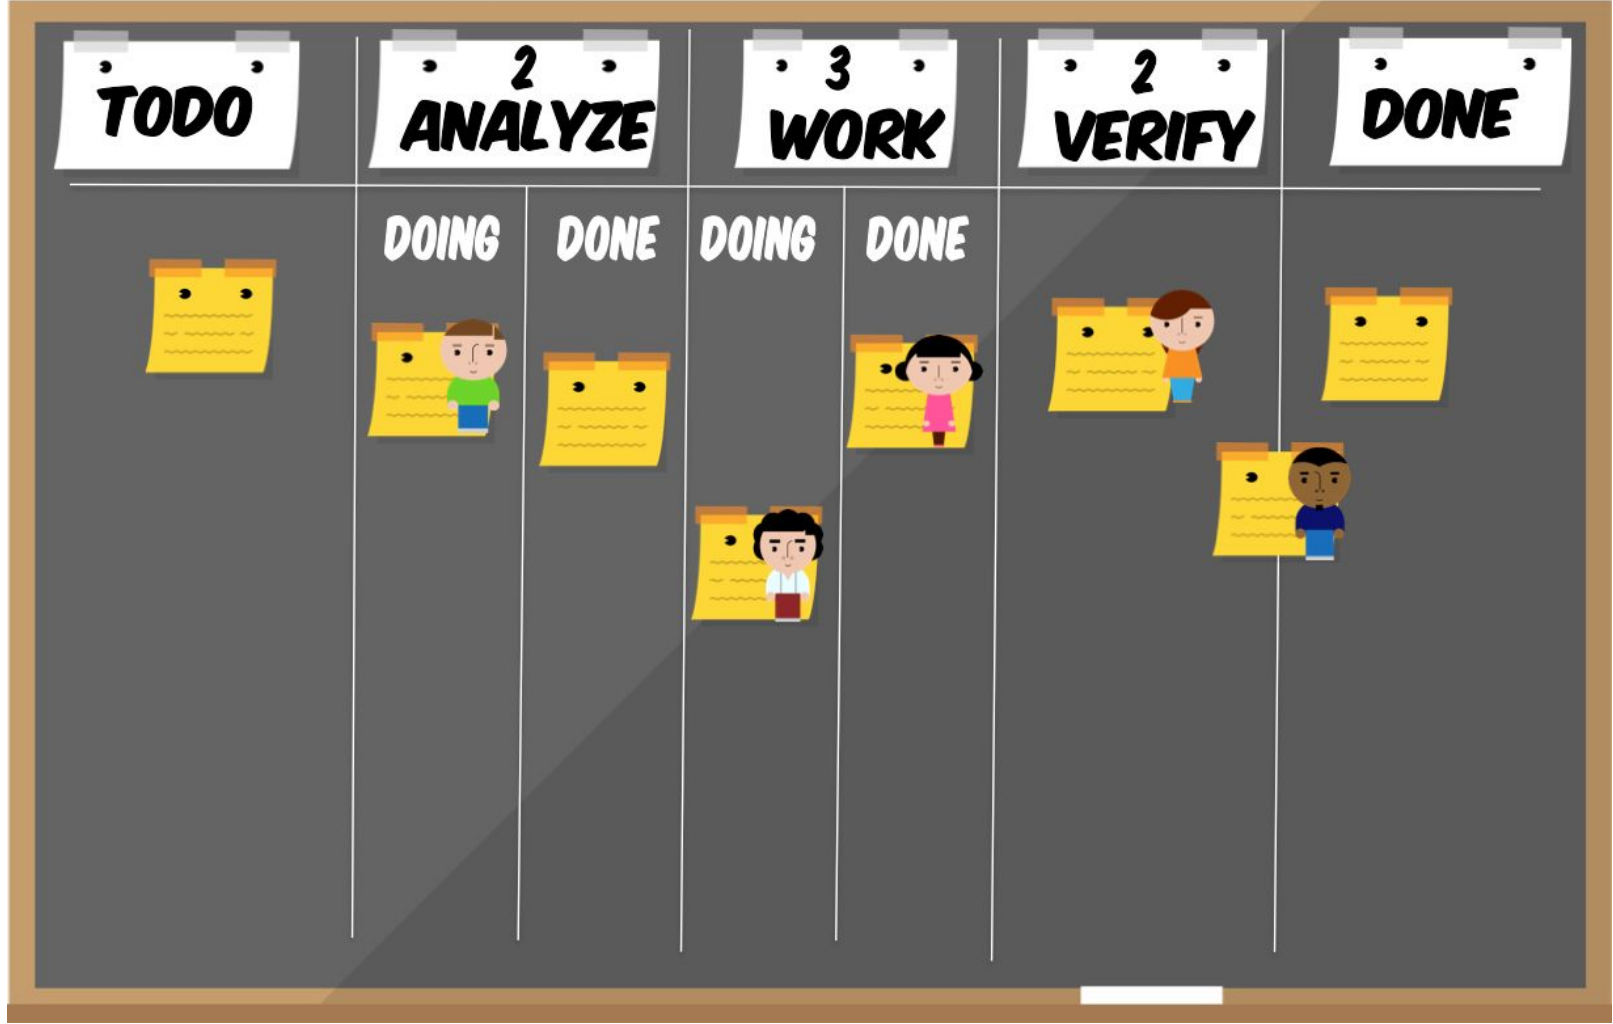 TODO
2
ANALYZE
3
WORK
2
VERIFY
DONE
DOING
DONE
DOING
DONE